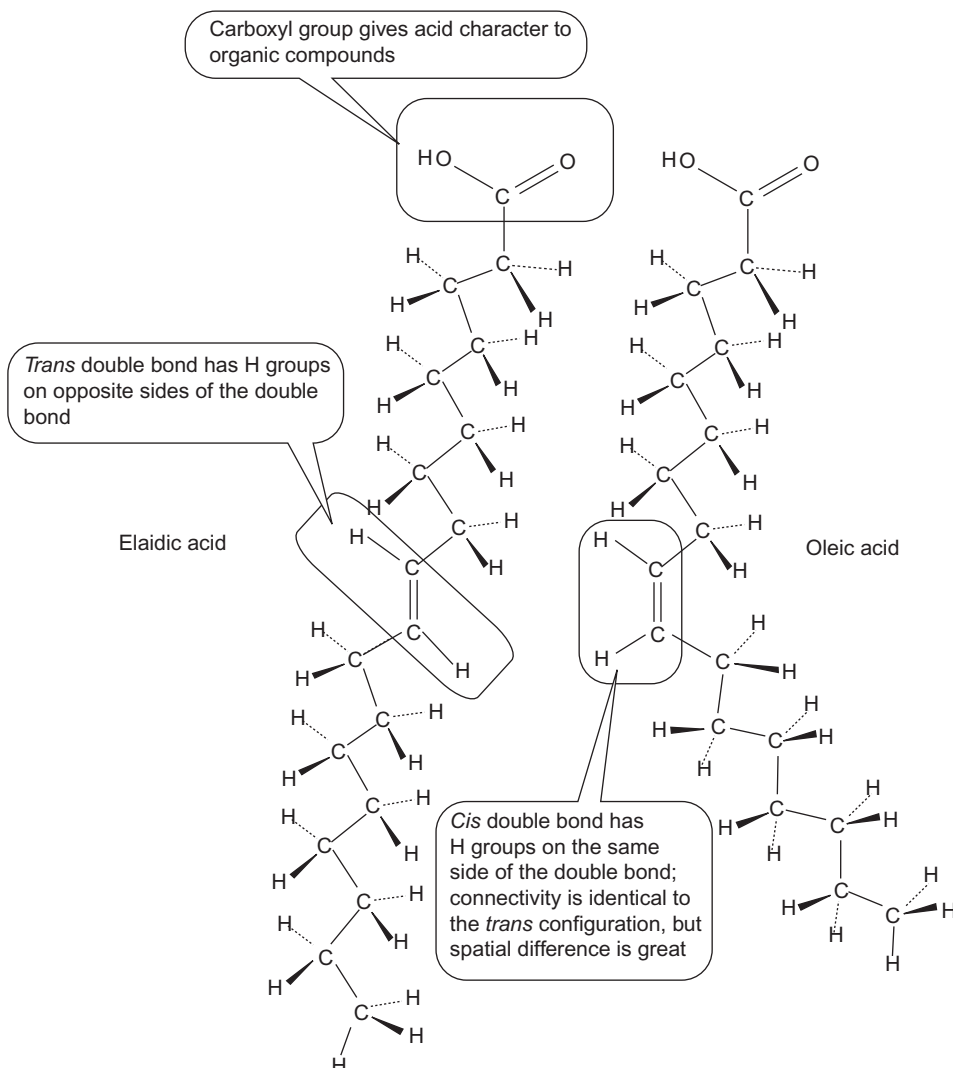 Carboxyl group gives acid character to
organic compounds
HO O
C
H C H
H C H
H C H
H C H
H C H
H C H
H C H
H C H
C H
H C
H C H
H C H
H C H
H C H
H C H
H C H
H C H
H C H
H
HO O
C
H C H
H C H
H C H
H C H
H C H
H C H
H C H
H C H
C H
H C C H
H C C H
H H
H C C H
H H
H C C H
H H
Trans double bond has H groups
on opposite sides of the double
bond
Elaidic acid
Oleic acid
Cis double bond has
H groups on the same
side of the double bond;
connectivity is identical to
the trans configuration, but
spatial difference is great